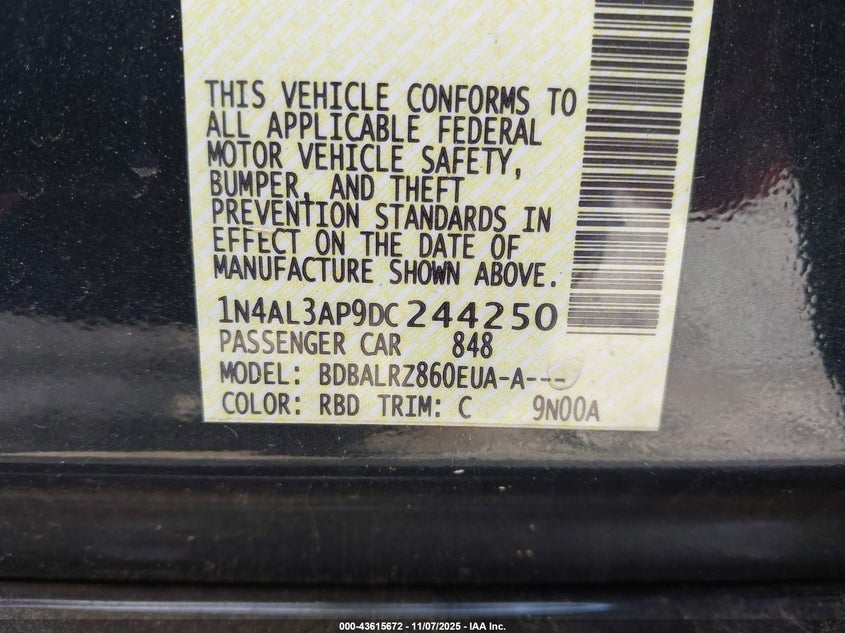 THIS VEHICLE CONFORMS TO
ALL APPLICABLE FEDERAL
MOTOR VEHICLE SAFETY,
BUMPER, AND THEFT
PREVENTION STANDARDS IN
EFFECT ON THE DATE OF
MANUFACTURE SHOWN ABOVE.
1N4AL3AP9DC244250
PASSENGER CAR 848
MODEL: BDBALRZ860EUA-A---
COLOR: RBD TRIM: C 9N00A
000-43615672 | 11/07/2025 - IAA Inc.